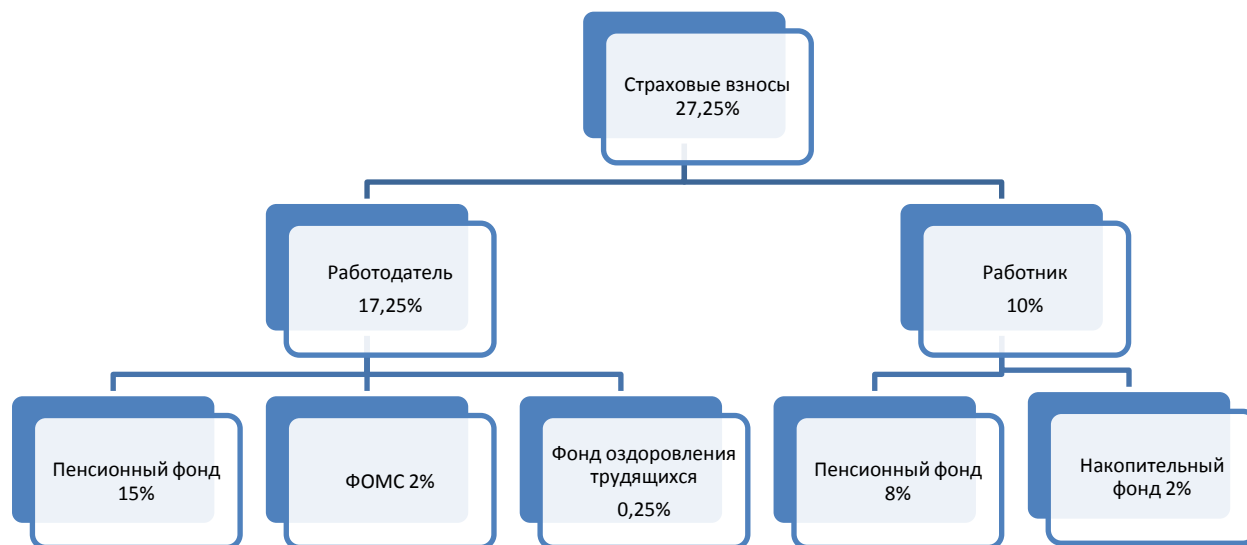 Страховые взносы
27,25%
Работодатель
17,25%
Работник
10%
Пенсионный фонд
15%
ФОМС 2%
Фонд оздоровления
трудящихся
0,25%
Пенсионный фонд
8%
Накопительный
фонд 2%